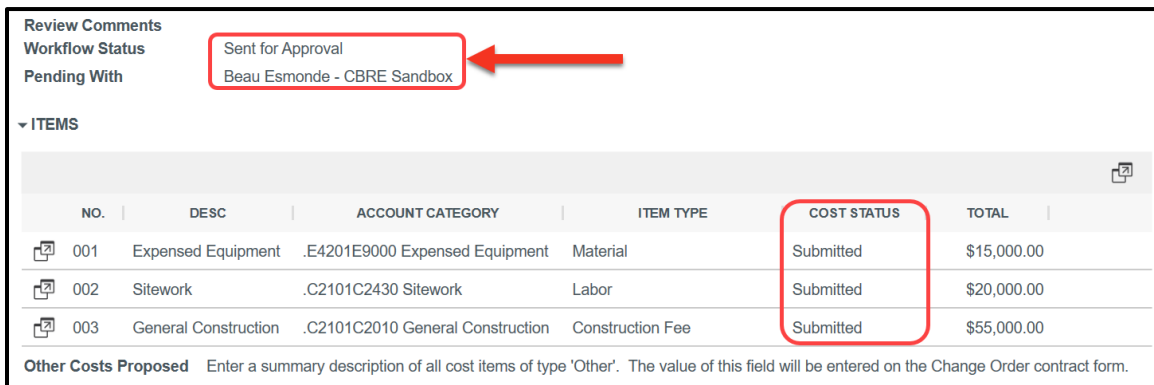 Review Comments
Workflow Status Sent for Approval
Pending With Beau Esmonde - CBRE Sandbox
ITEMS
NO. DESC ACCOUNT CATEGORY ITEM TYPE COST STATUS TOTAL
001 Expensed Equipment .E4201E9000 Expensed Equipment Material Submitted $15,000.00
002 Sitework .C2101C2430 Sitework Labor Submitted $20,000.00
003 General Construction .C2101C2010 General Construction Construction Fee Submitted $55,000.00
Other Costs Proposed Enter a summary description of all cost items of type 'Other'. The value of this field will be entered on the Change Order contract form.